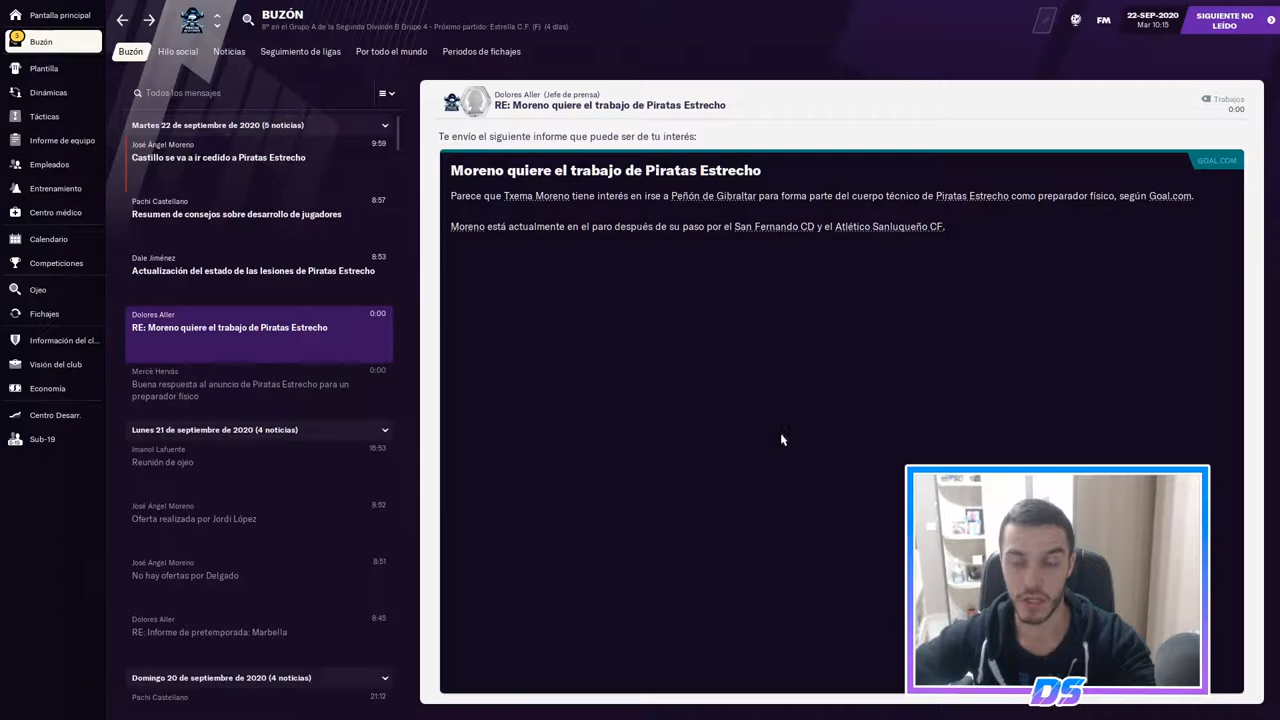 Pantalla principal
3
Buzón
Plantilla
Dinámicas
Tácticas
Informe de equipo
Empleados
Entrenamiento
Centro médico
Calendario
Competiciones
Ojeo
Fichajes
Información del cl...
Visión del club
Economía
Centro Desarr.
Sub-19
BUZÓN
8º en el Grupo A de la Segunda División B Grupo 4 - Próximo partido: Estrella C.F. (F) (4 días)
FM
22-SEP-2020
Mar 10:15
SIGUIENTE NO
LEÍDO
Buzón
Hilo social
Noticias
Seguimiento de ligas
Por todo el mundo
Periodos de fichajes
Todos los mensajes
Martes 22 de septiembre de 2020 (5 noticias)
José Ángel Moreno 9:59
Castillo se va a ir cedido a Piratas Estrecho
Pachi Castellano 8:57
Resumen de consejos sobre desarrollo de jugadores
Dale Jiménez 8:53
Actualización del estado de las lesiones de Piratas Estrecho
Dolores Aller 0:00
RE: Moreno quiere el trabajo de Piratas Estrecho
Mercè Hervás 0:00
Buena respuesta al anuncio de Piratas Estrecho para un
preparador físico
Lunes 21 de septiembre de 2020 (4 noticias)
Imanol Lafuente 16:53
Reunión de ojeo
José Ángel Moreno 8:52
Oferta realizada por Jordi López
José Ángel Moreno 8:51
No hay ofertas por Delgado
Dolores Aller 8:45
RE: Informe de pretemporada: Marbella
Domingo 20 de septiembre de 2020 (4 noticias)
Pachi Castellano 21:12
Dolores Aller (Jefe de prensa)
RE: Moreno quiere el trabajo de Piratas Estrecho
Trabajos
0:00
Te envío el siguiente informe que puede ser de tu interés:
GOAL.COM
Moreno quiere el trabajo de Piratas Estrecho
Parece que Txema Moreno tiene interés en irse a Peñón de Gibraltar para forma parte del cuerpo técnico de Piratas Estrecho como preparador físico, según Goal.com.
Moreno está actualmente en el paro después de su paso por el San Fernando CD y el Atlético Sanluqueño CF.
DS